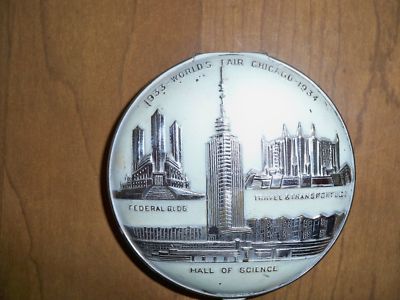 1933 - WORLD'S FAIR CHICAGO - 1934
FEDERAL BLDG
TRAVEL & TRANSPORT BLDG
HALL OF SCIENCE